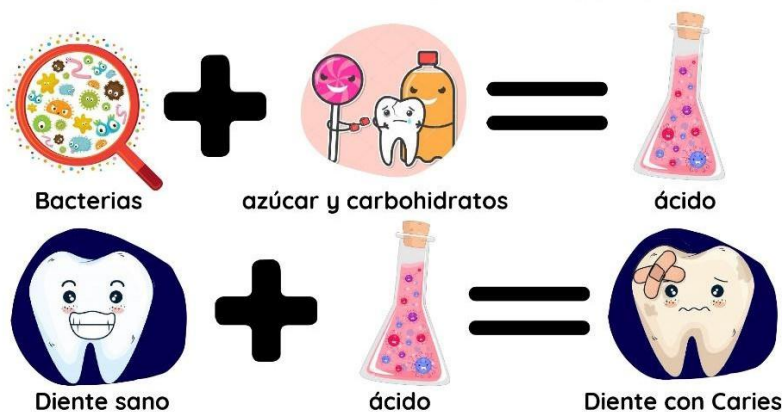 Bacterias
azúcar y carbohidratos
ácido
Diente sano
ácido
Diente con Caries